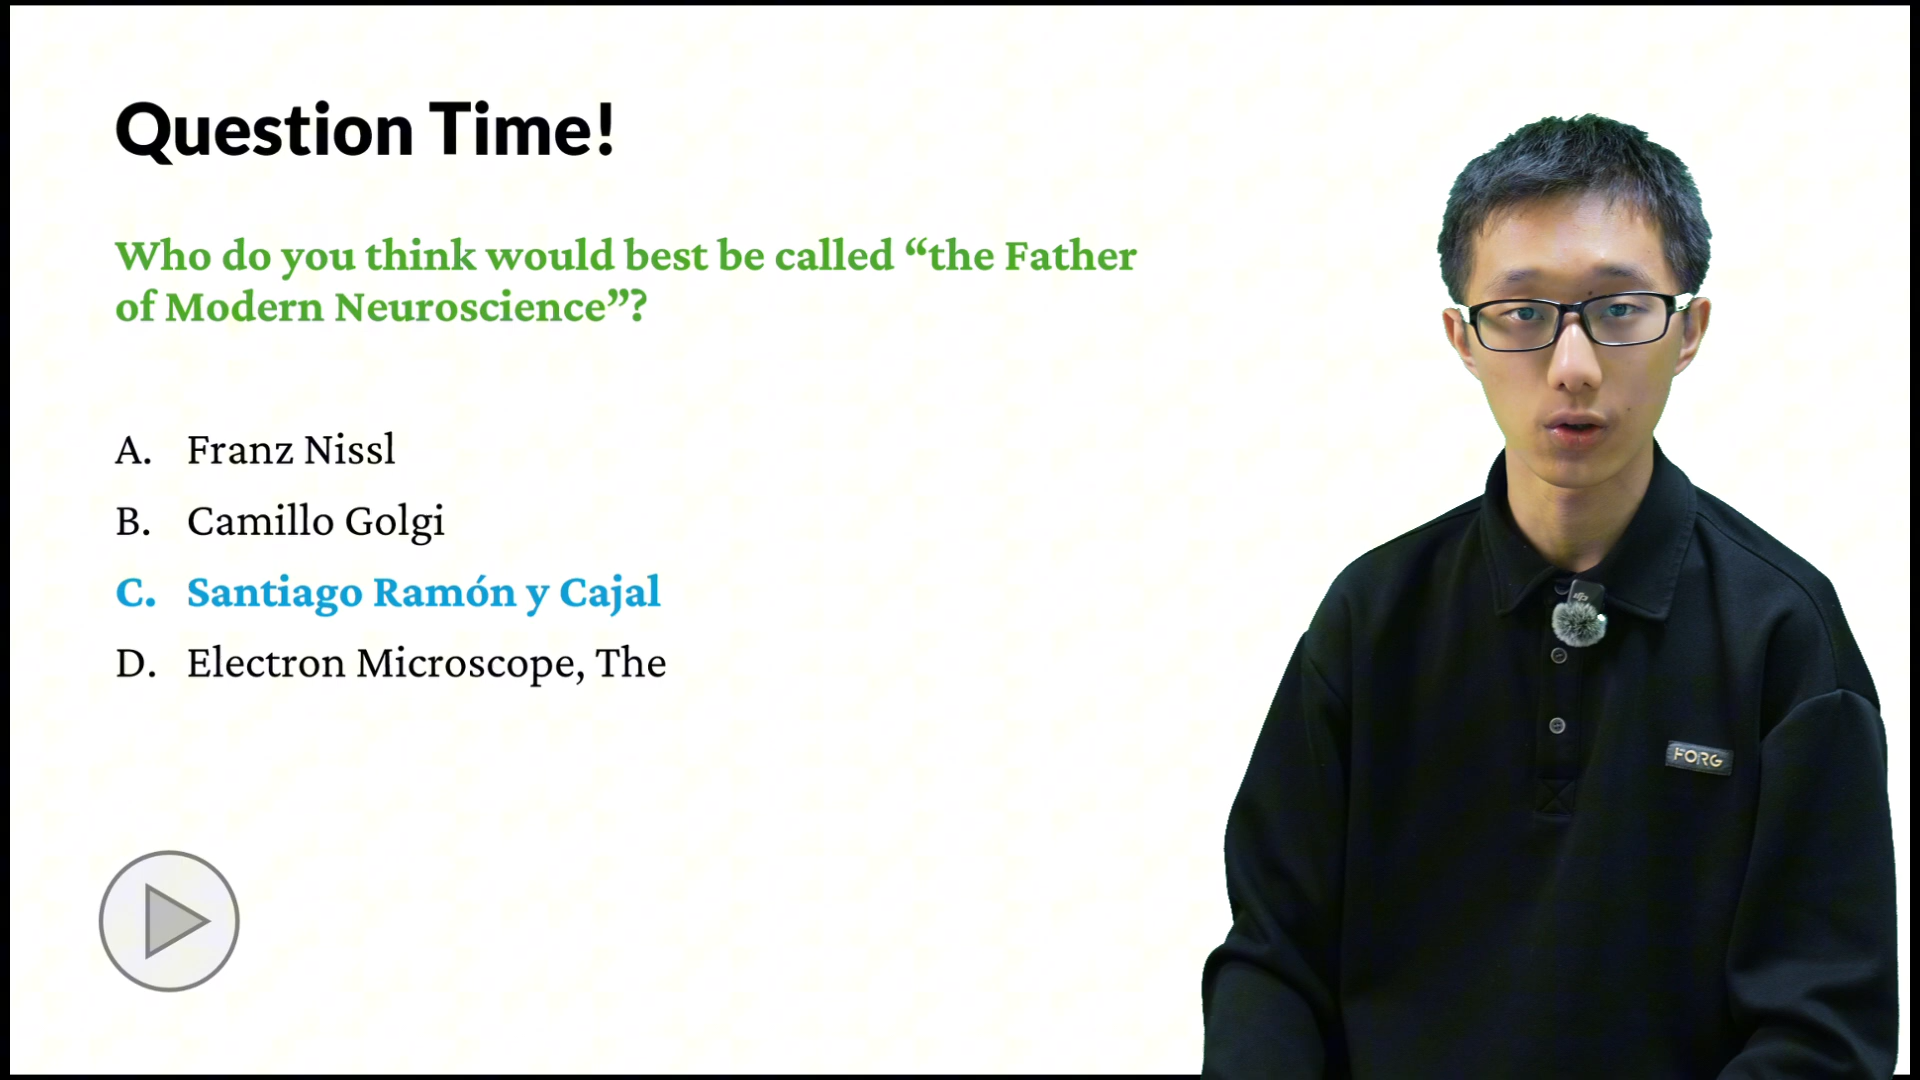 Question Time!
Who do you think would best be called “the Father
of Modern Neuroscience”?
A. Franz Nissl
B. Camillo Golgi
C. Santiago Ramón y Cajal
D. Electron Microscope, The
FORG